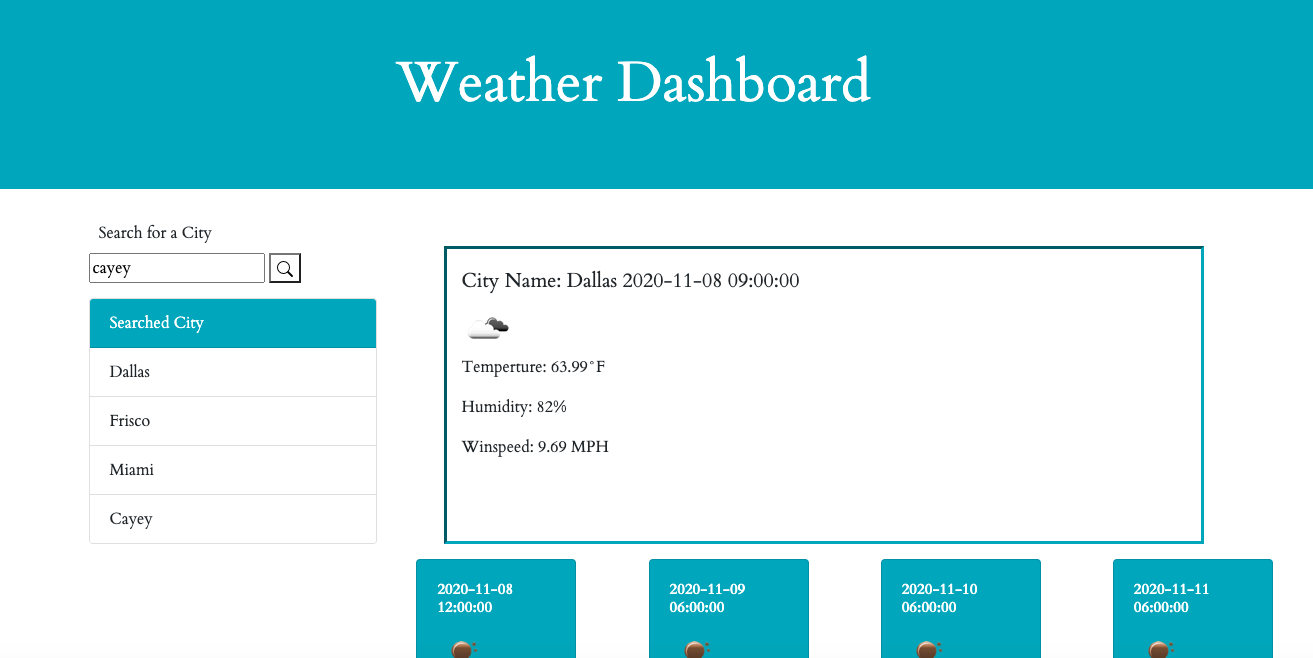 Weather Dashboard
Search for a City
cayey
Searched City
Dallas
Frisco
Miami
Cayey
City Name: Dallas 2020-11-08 09:00:00
Temperture: 63.99°F
Humidity: 82%
Winspeed: 9.69 MPH
2020-11-08
12:00:00
2020-11-09
06:00:00
2020-11-10
06:00:00
2020-11-11
06:00:00